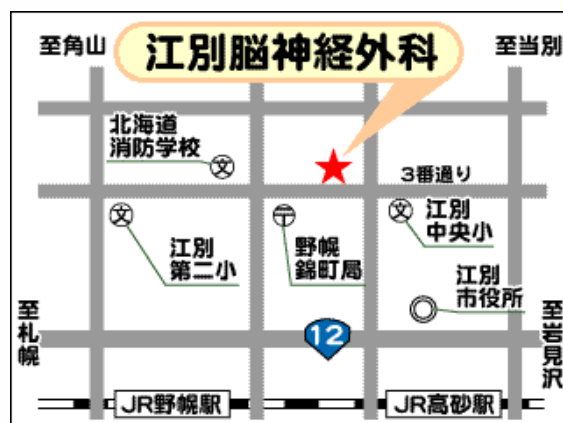 至角山
江別脳神経外科
至当別
北海道
消防学校
文
3番通り
文
江別
第二小
〒
野幌
錦町局
文
江別
中央小
江別
市役所
至札幌
12
至岩見沢
JR野幌駅
JR高砂駅